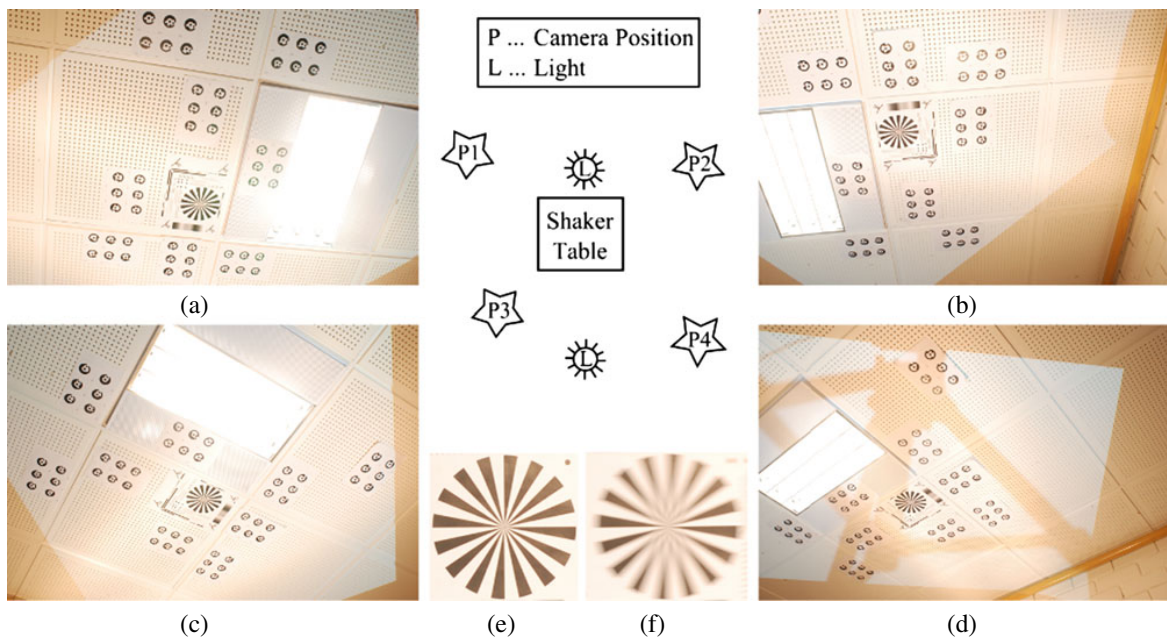 P ... Camera Position
L ... Light
P1
L
P2
Shaker
Table
P3
P4
L
(a)
(b)
(c)
(e)
(f)
(d)